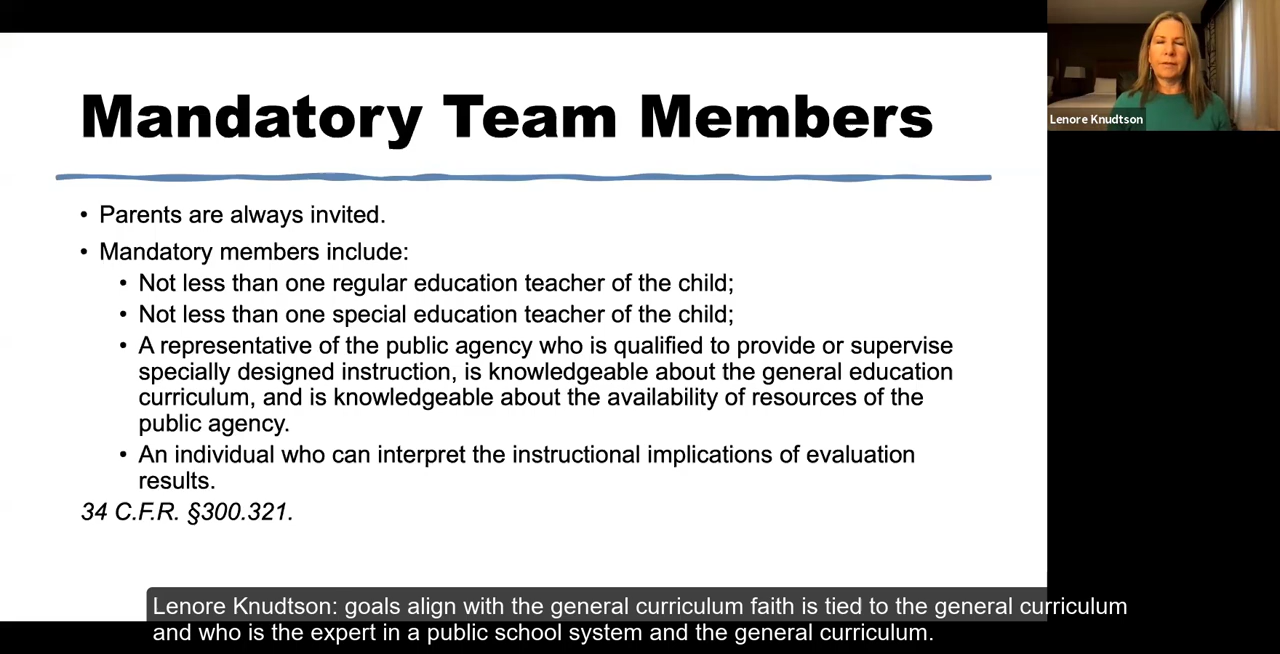 Mandatory Team Members
Lenore Knudtson
• Parents are always invited.
• Mandatory members include:
• Not less than one regular education teacher of the child;
• Not less than one special education teacher of the child;
• A representative of the public agency who is qualified to provide or supervise
specially designed instruction, is knowledgeable about the general education
curriculum, and is knowledgeable about the availability of resources of the
public agency.
• An individual who can interpret the instructional implications of evaluation
results.
34 C.F.R. §300.321.
Lenore Knudtson: goals align with the general curriculum faith is tied to the general curriculum
and who is the expert in a public school system and the general curriculum.